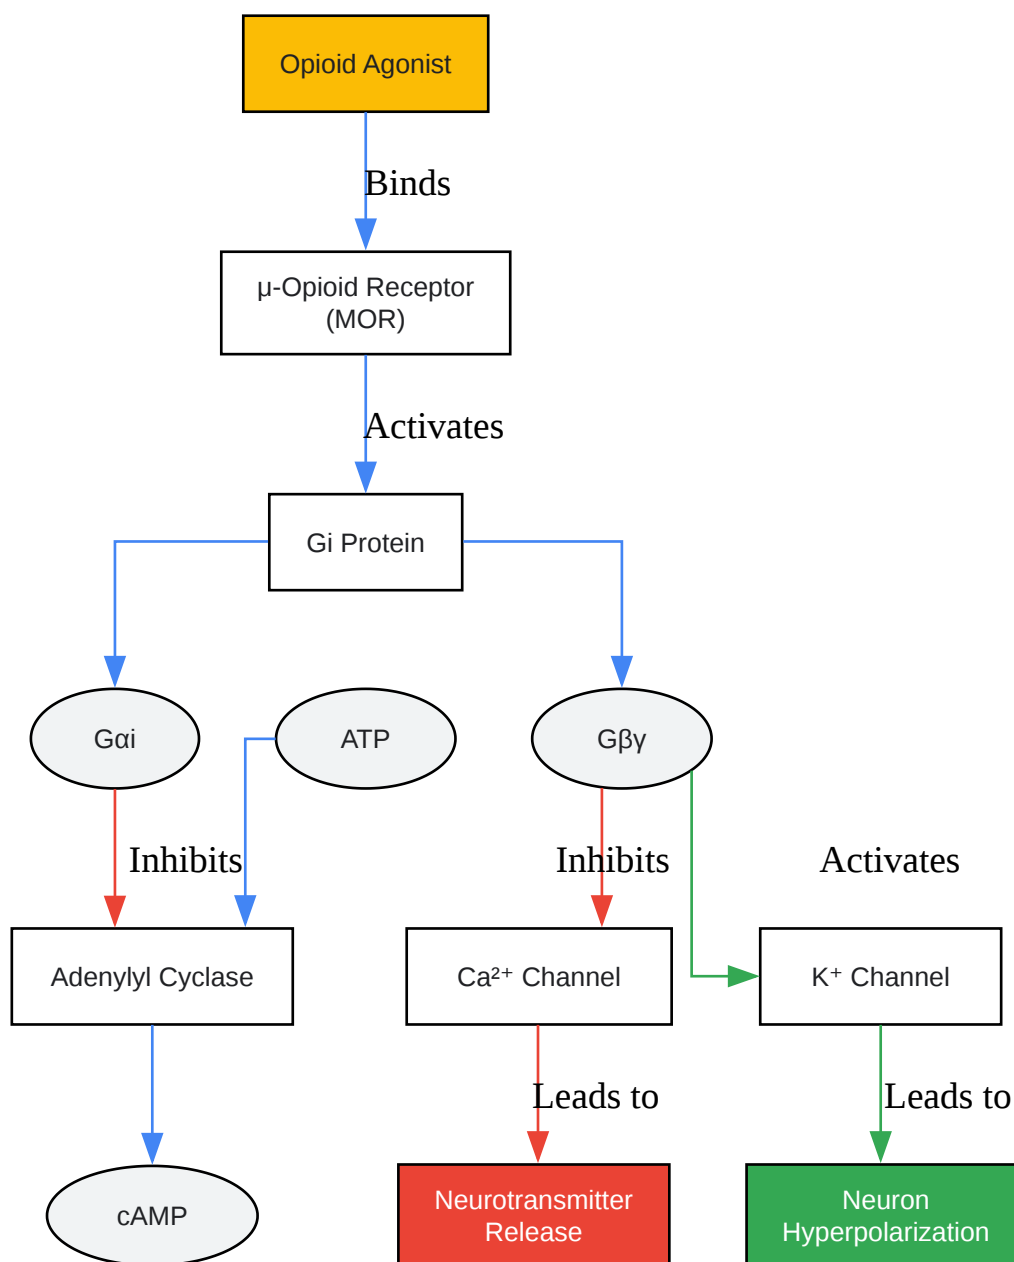 Opioid Agonist
Binds
μ-Opioid Receptor
(MOR)
Activates
Gi Protein
Gαi
ATP
Gβγ
Inhibits
Inhibits
Activates
Adenylyl Cyclase
Ca²⁺ Channel
K⁺ Channel
Leads to
Leads to
cAMP
Neurotransmitter
Release
Neuron
Hyperpolarization